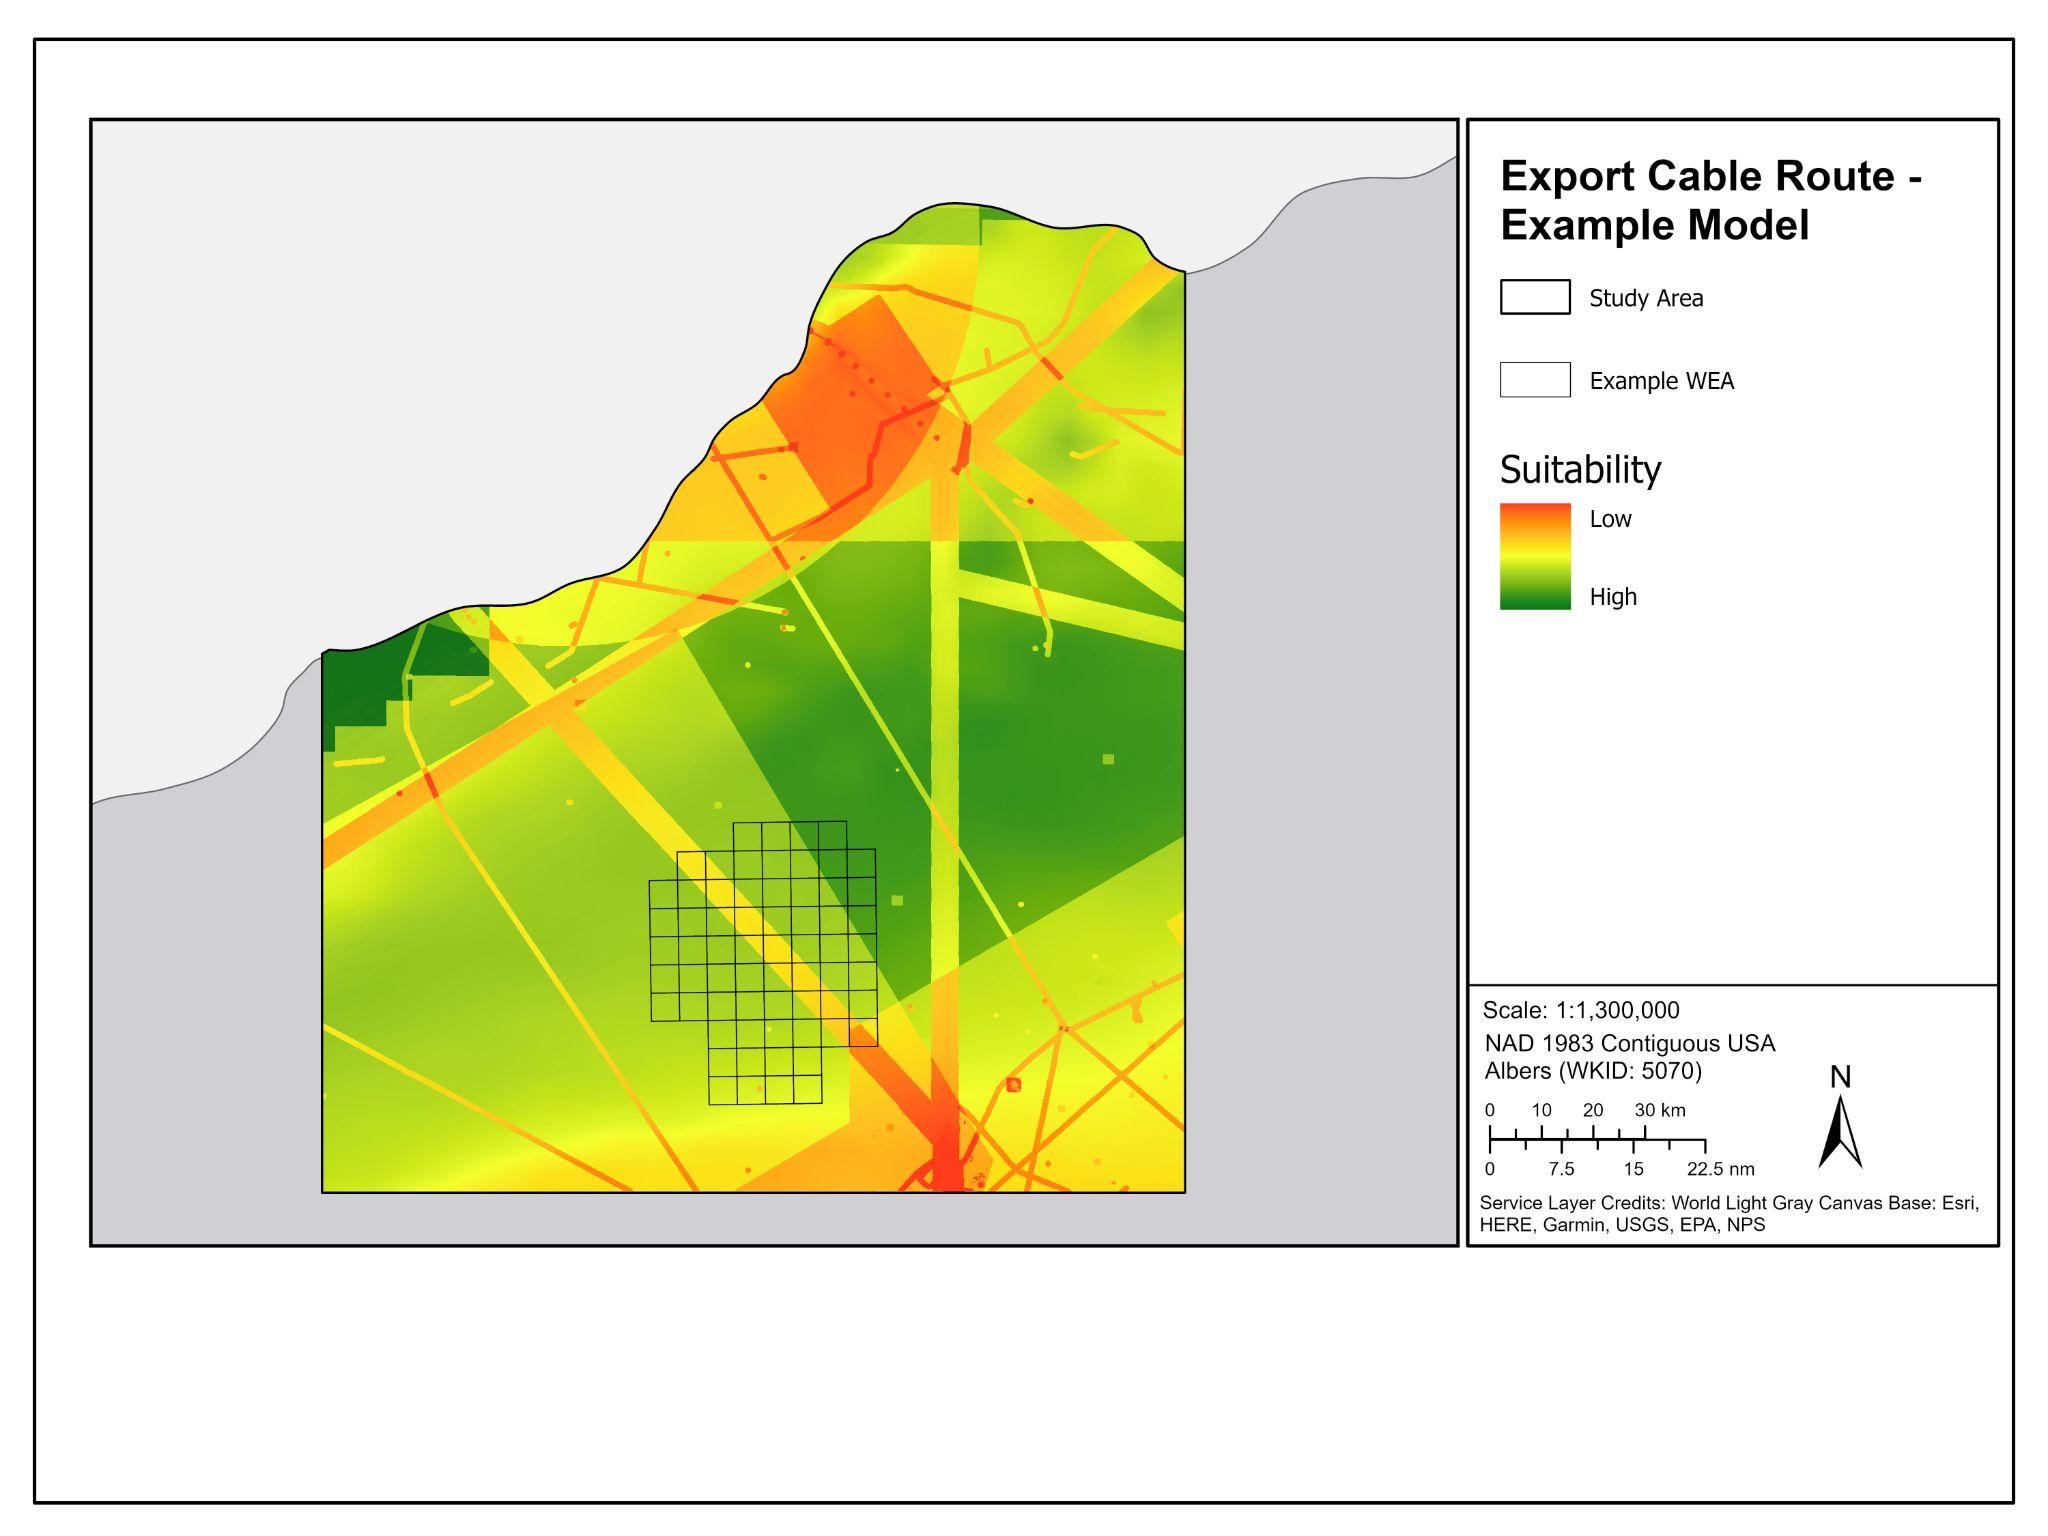 Export Cable Route -
Example Model
Study Area
Example WEA
Suitability
Low
High
Scale: 1:1,300,000
NAD 1983 Contiguous USA
Albers (WKID: 5070)
N
0 10 20 30 km
0 7.5 15 22.5 nm
Service Layer Credits: World Light Gray Canvas Base: Esri,
HERE, Garmin, USGS, EPA, NPS